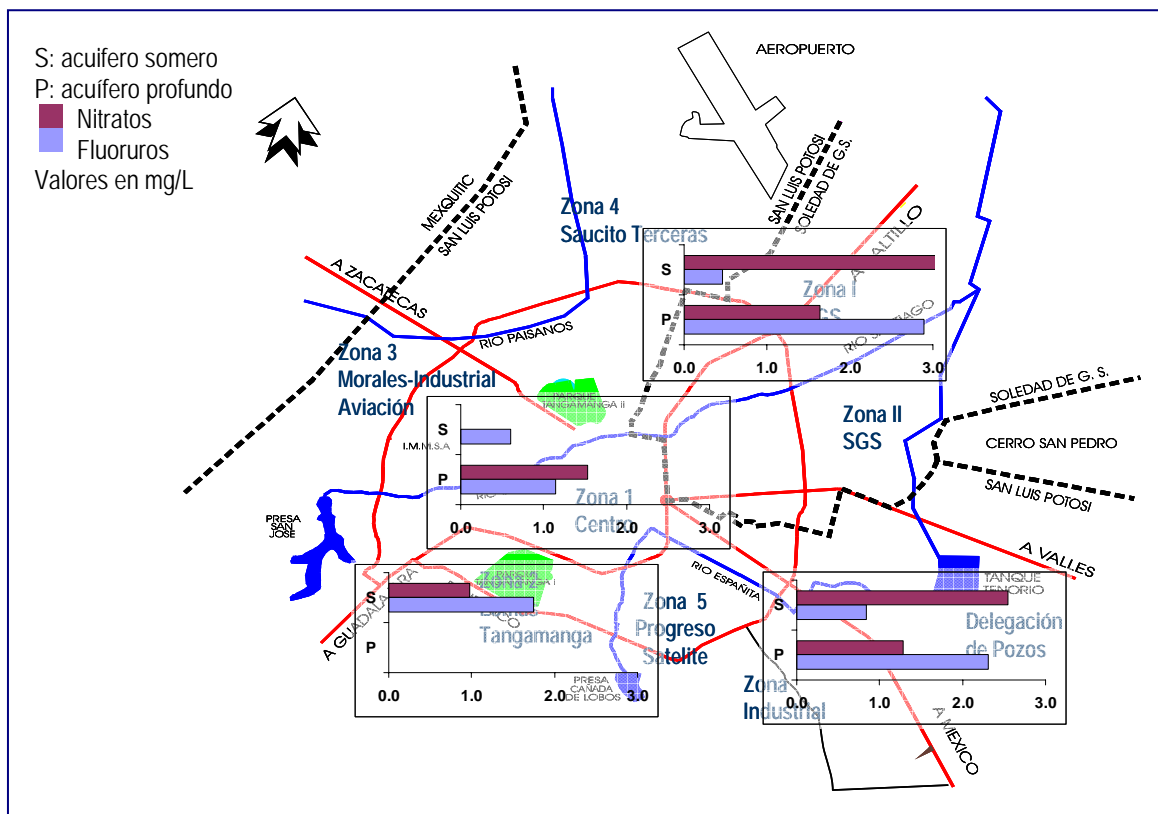 S: acuifero somero
P: acuífero profundo
Nitratos
Fluoruros
Valores en mg/L
AEROPUERTO
MEXQUITIC
SAN LUIS POTOSI
SAN LUIS POTOSI
SOLEDAD DE G.S.
Zona 4
Saucito Terceras
A ZACATECAS
RIO PAISANOS
A SALTILLO
Zona I
SGS
RIO SANTIAGO
S
P
0.0 1.0 2.0 3.0
Zona 3
Morales-Industrial
Aviación
PARQUE
TANGAMANGA II
Zona II
SGS
SOLEDAD DE G. S.
CERRO SAN PEDRO
SAN LUIS POTOSI
S
I.M.M.S.A
P
Zona 1
Centro
0.0 1.0 2.0 3.0
PRESA
SAN
JOSE
A VALLES
RIO ESPAÑITA
TANQUE
TENORIO
A GUADALAJARA
S
P
Tangamanga
PRESA
CAÑADA
DE LOBOS
0.0 1.0 2.0 3.0
Zona 5
Progreso
Satelite
S
P
Delegación
de Pozos
0.0 1.0 2.0 3.0
Zona
Industrial
A MEXICO